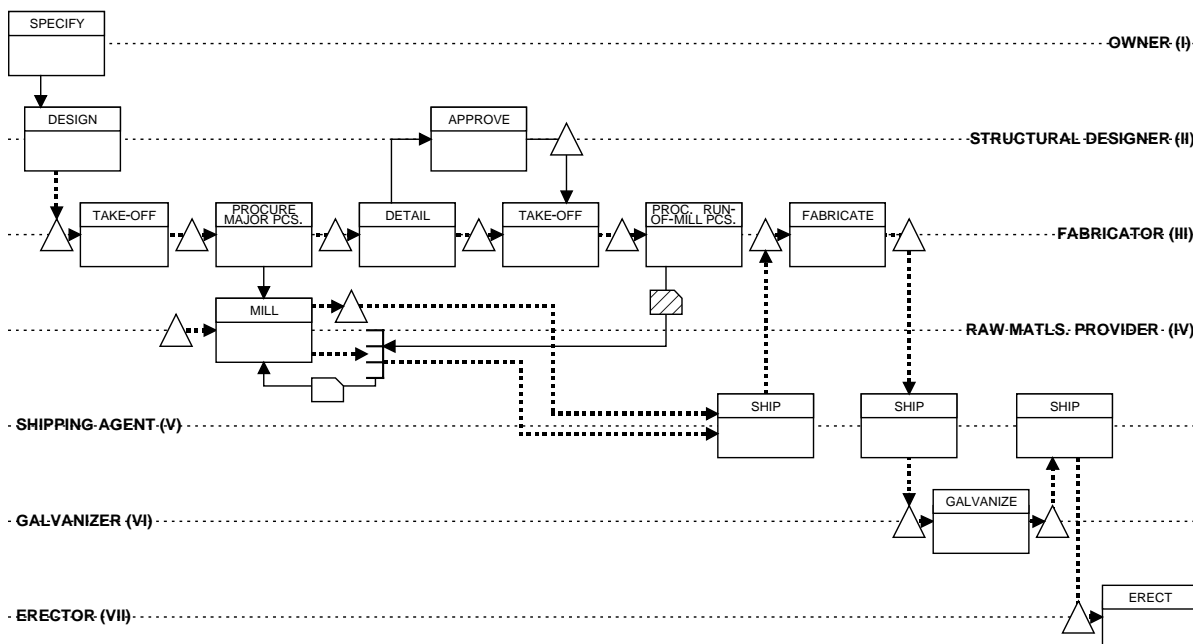 SPECIFY
OWNER (I)
DESIGN
APPROVE
STRUCTURAL DESIGNER (II)
TAKE-OFF
PROCURE
MAJOR PCS.
DETAIL
TAKE-OFF
PROC. RUN-
OF-MILL PCS.
FABRICATE
FABRICATOR (III)
MILL
RAW MATLS. PROVIDER (IV)
SHIP
SHIP
SHIP
SHIPPING AGENT (V)
GALVANIZE
GALVANIZER (VI)
ERECT
ERECTOR (VII)